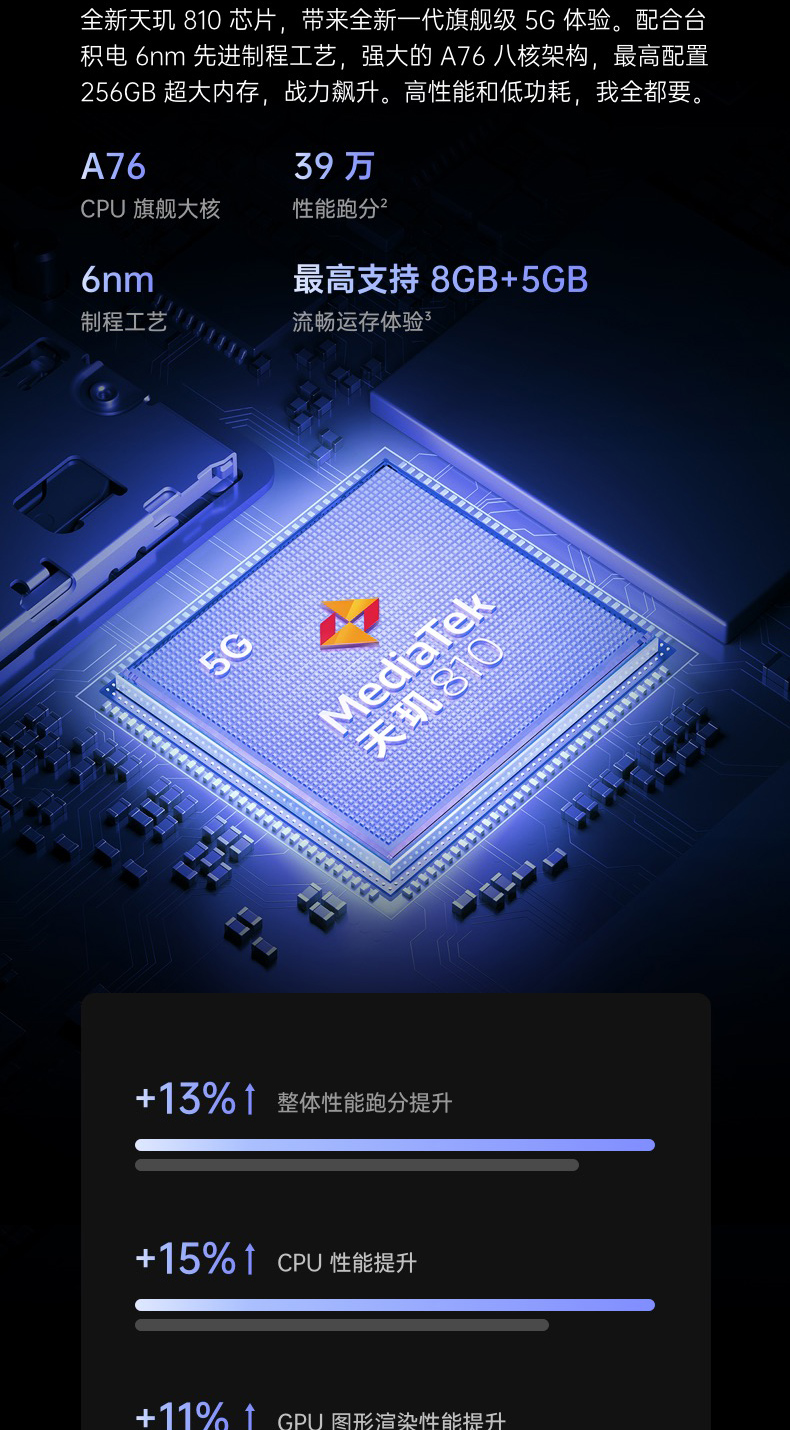 全新天玑 810 芯片，带来全新一代旗舰级 5G 体验。配合台
积电 6nm 先进制程工艺，强大的 A76 八核架构，最高配置
256GB 超大内存，战力飙升。高性能和低功耗，我全都要。
A76
CPU 旗舰大核
39 万
性能跑分²
6nm
制程工艺
最高支持 8GB+5GB
流畅运存体验³
5G
MediaTek
天玑 810
+13%↑ 整体性能跑分提升
+15%↑ CPU 性能提升
+11%↑ GPU 图形渲染性能提升